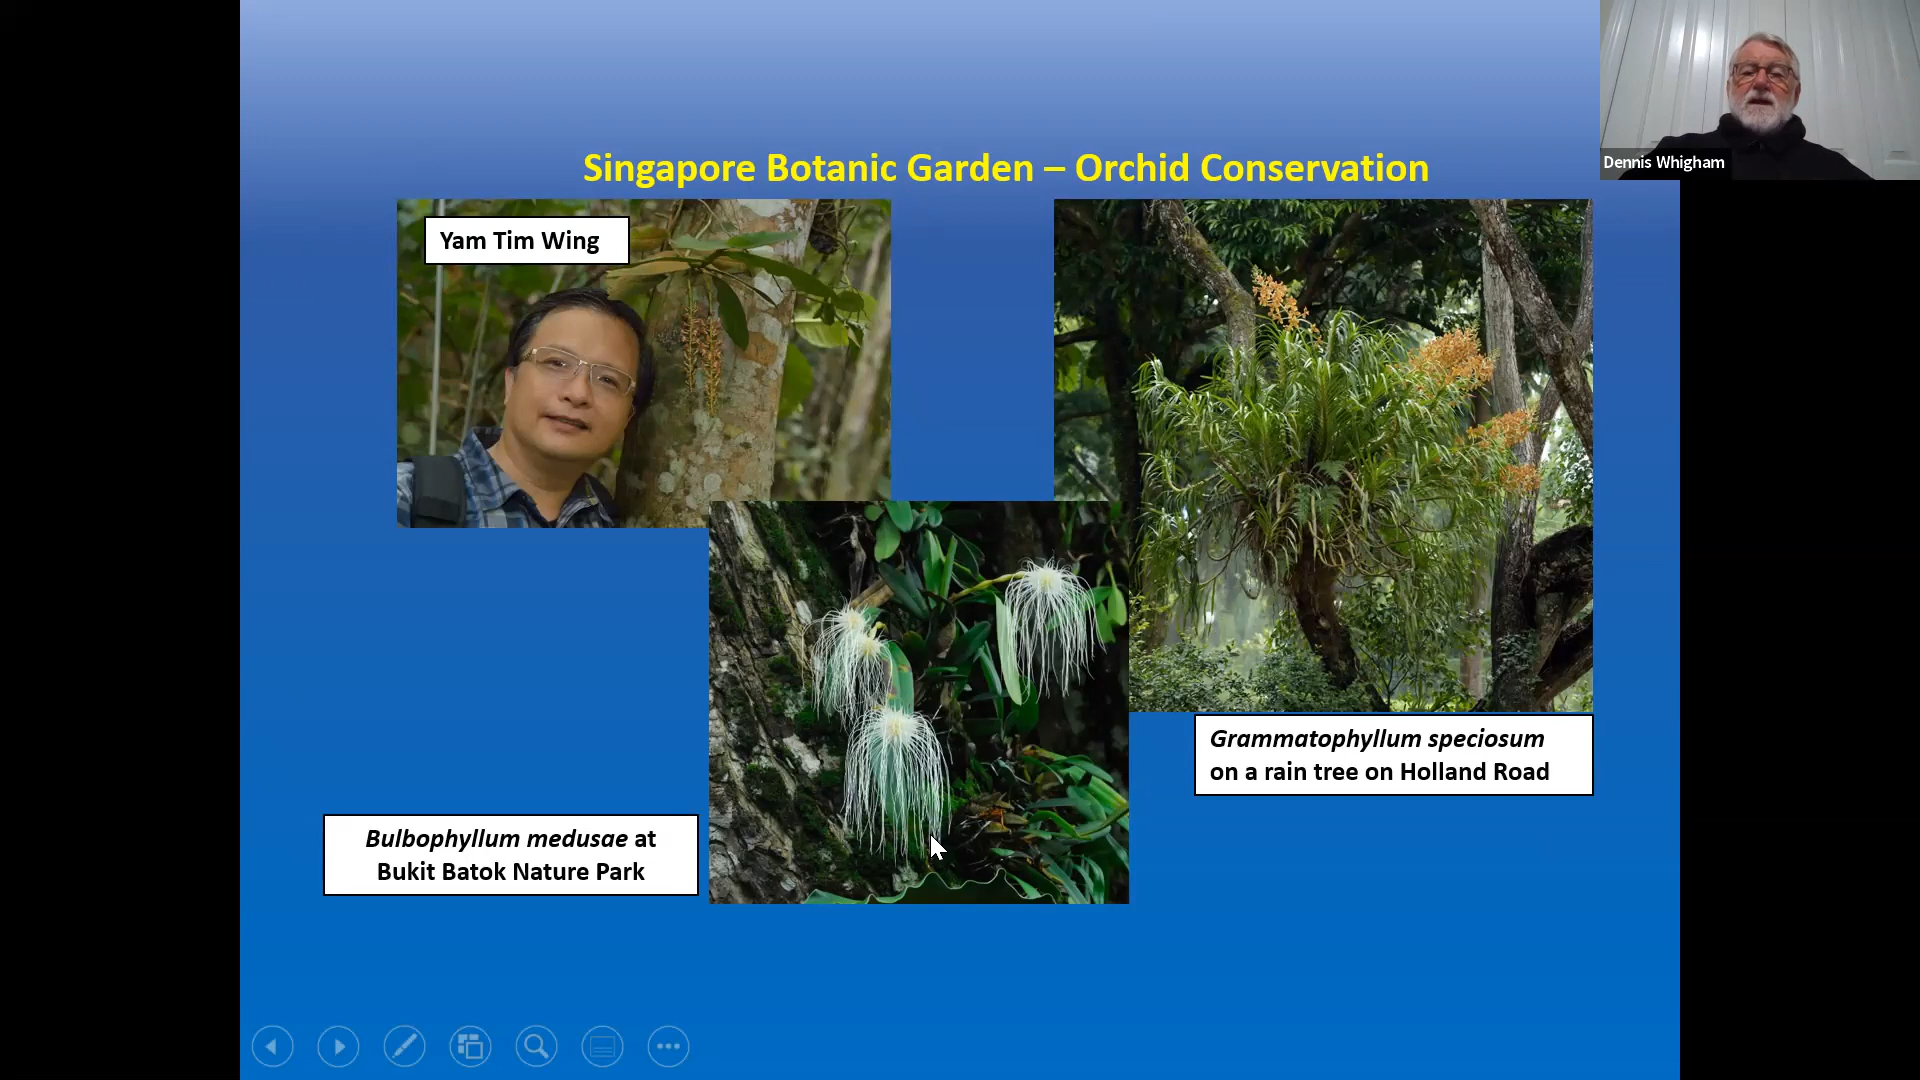 Dennis Whigham
Singapore Botanic Garden – Orchid Conservation
Yam Tim Wing
Grammatophyllum speciosum
on a rain tree on Holland Road
Bulbophyllum medusae at
Bukit Batok Nature Park